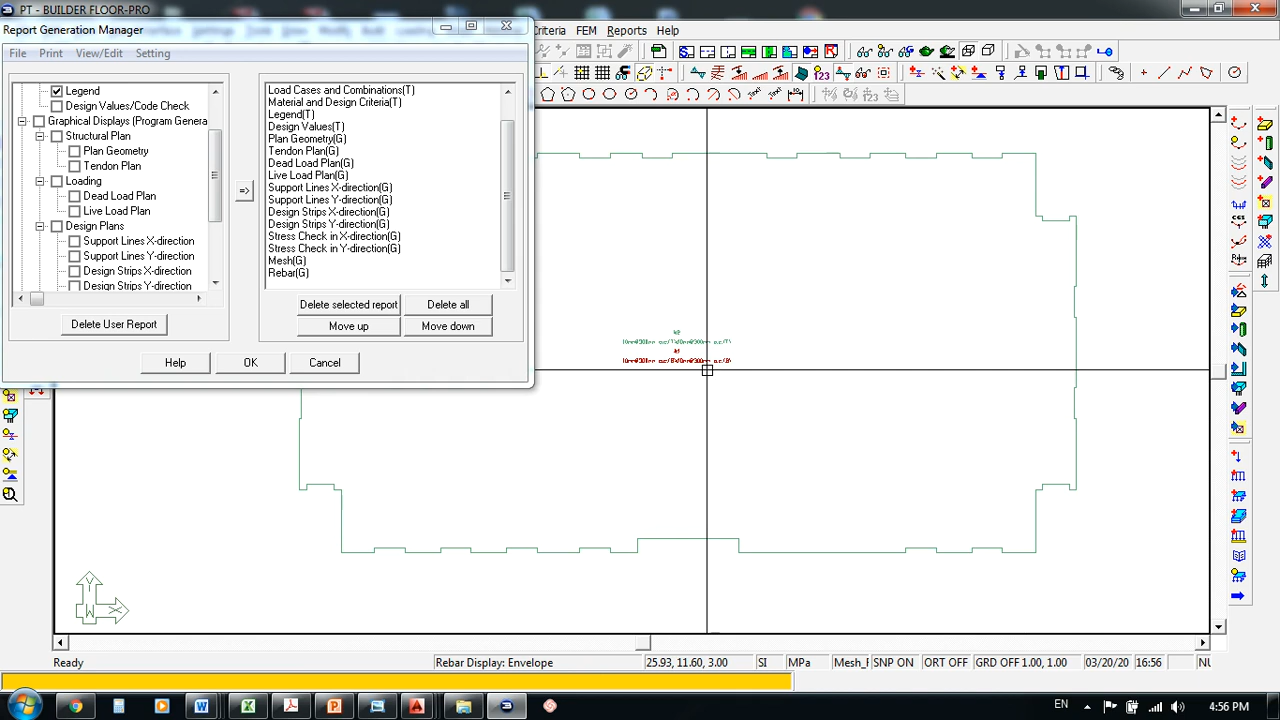 PT - BUILDER FLOOR-PRO
Report Generation Manager
Criteria FEM Reports Help
File Print View/Edit Setting
Legend
Design Values/Code Check
Graphical Displays (Program Genera
Structural Plan
Plan Geometry
Tendon Plan
Loading
Dead Load Plan
Live Load Plan
Design Plans
Support Lines X-direction
Support Lines Y-direction
Design Strips X-direction
Design Strips Y-direction
=>
Load Cases and Combinations(T)
Material and Design Criteria(T)
Legend(T)
Design Values(T)
Plan Geometry(G)
Tendon Plan(G)
Dead Load Plan(G)
Live Load Plan(G)
Support Lines X-direction(G)
Support Lines Y-direction(G)
Design Strips X-direction(G)
Design Strips Y-direction(G)
Stress Check in X-direction(G)
Stress Check in Y-direction(G)
Mesh(G)
Rebar(G)
Delete selected report Delete all
Move up Move down
Delete User Report
Help OK Cancel
Y
W X
Ready Rebar Display: Envelope 25.93, 11.60, 3.00 SI MPa Mesh_F SNP ON ORT OFF GRD OFF 1.00, 1.00 03/20/20 16:56 NU
EN 4:56 PM